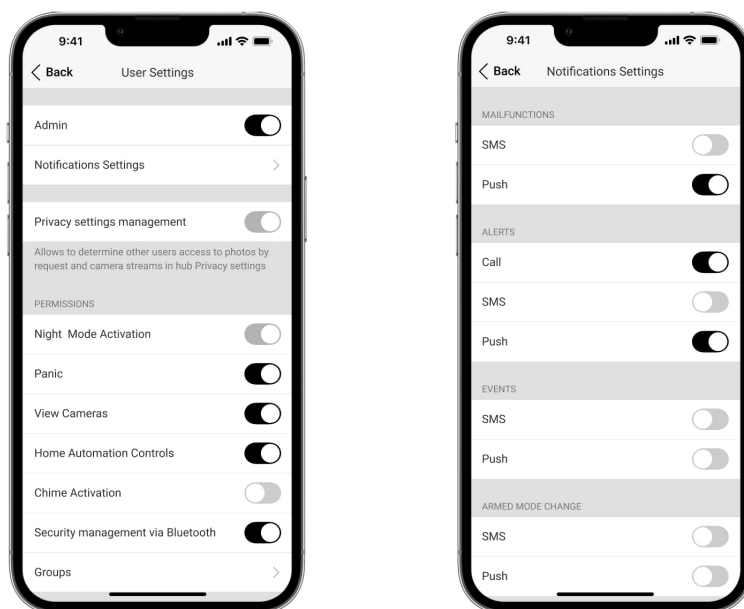 9:41
Back
User Settings
Admin
Notifications Settings
Privacy settings management
Allows to determine other users access to photos by
request and camera streams in hub Privacy settings
PERMISSIONS
Night Mode Activation
Panic
View Cameras
Home Automation Controls
Chime Activation
Security management via Bluetooth
Groups
9:41
Back
Notifications Settings
MAILFUNCTIONS
SMS
Push
ALERTS
Call
SMS
Push
EVENTS
SMS
Push
ARMED MODE CHANGE
SMS
Push